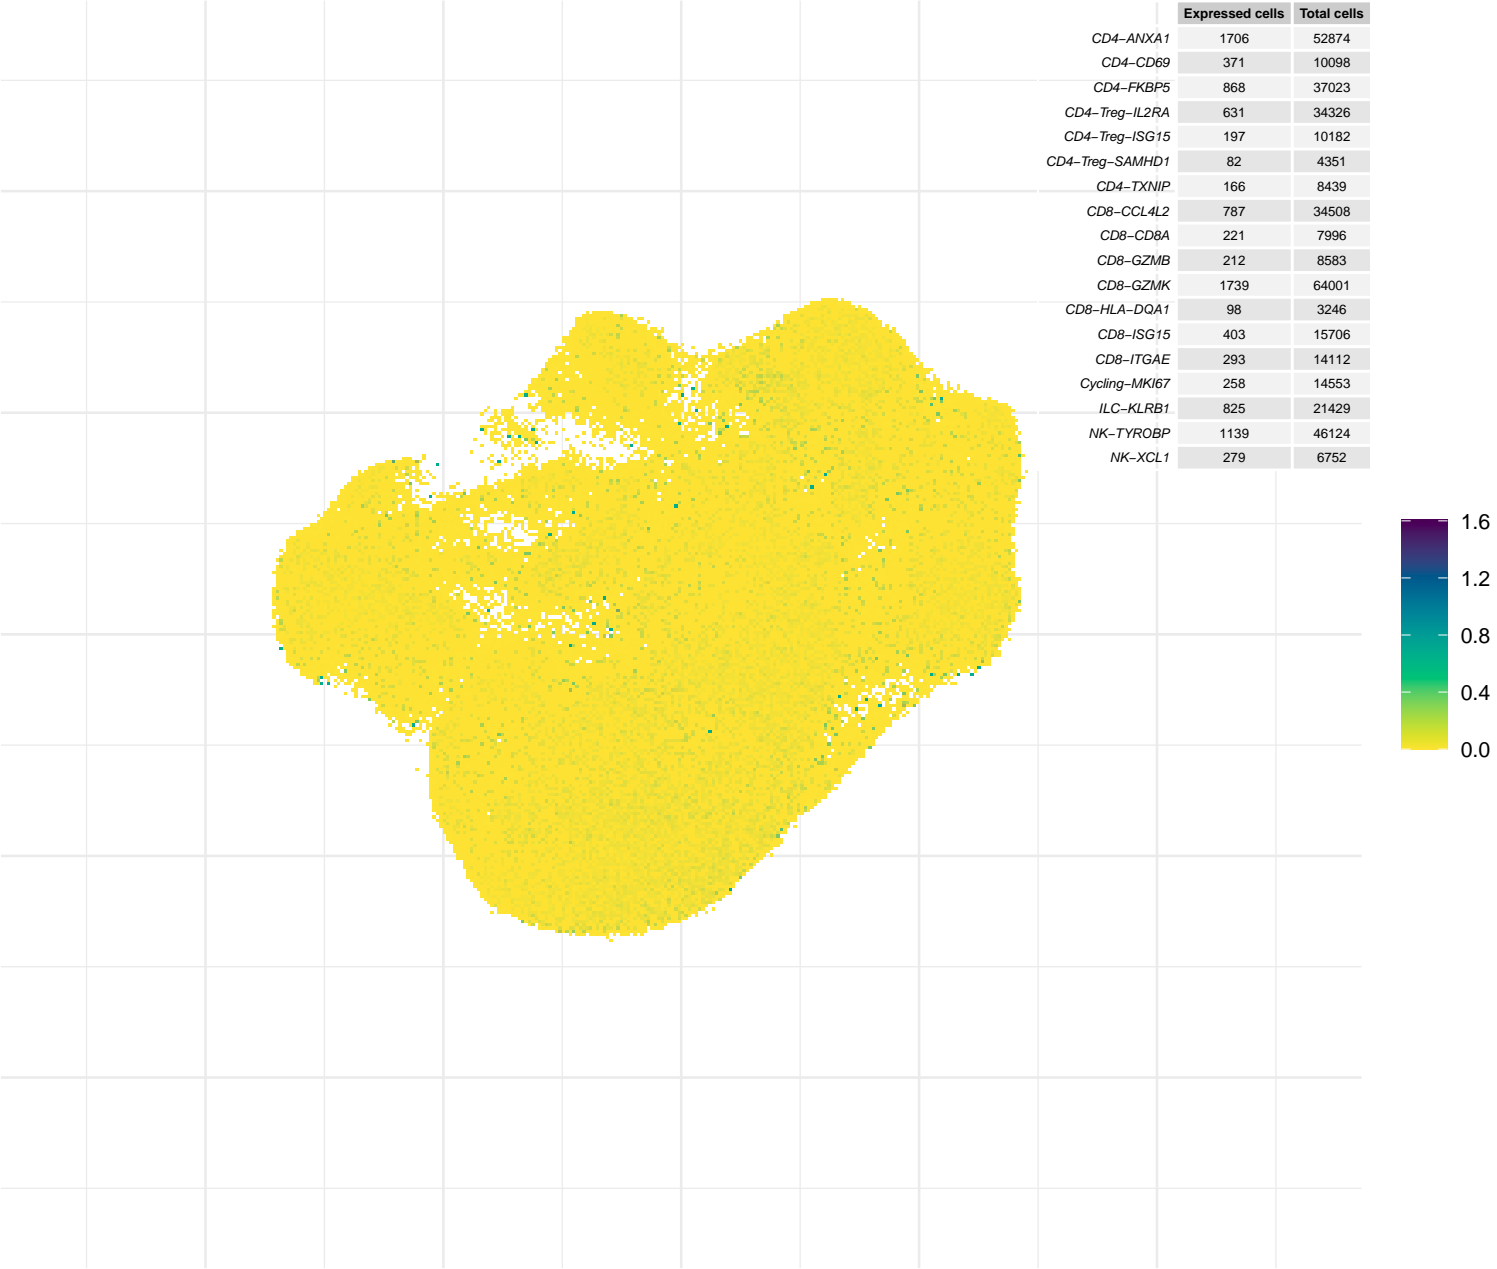 Expressed cells Total cells
CD4−ANXA1 1706 52874
CD4−CD69 371 10098
CD4−FKBP5 868 37023
CD4−Treg−IL2RA 631 34326
CD4−Treg−ISG15 197 10182
CD4−Treg−SAMHD1 82 4351
CD4−TXNIP 166 8439
CD8−CCL4L2 787 34508
CD8−CD8A 221 7996
CD8−GZMB 212 8583
CD8−GZMK 1739 64001
CD8−HLA−DQA1 98 3246
CD8−ISG15 403 15706
CD8−ITGAE 293 14112
Cycling−MKI67 258 14553
ILC−KLRB1 825 21429
NK−TYROBP 1139 46124
NK−XCL1 279 6752
1.6
1.2
0.8
0.4
0.0